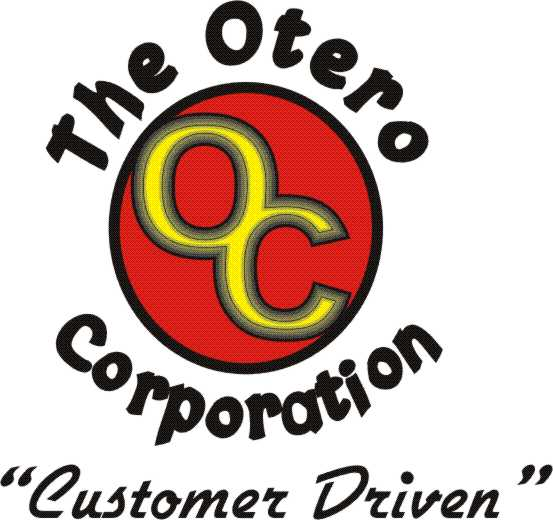 The Otero
OC
Corporation
“Customer Driven”